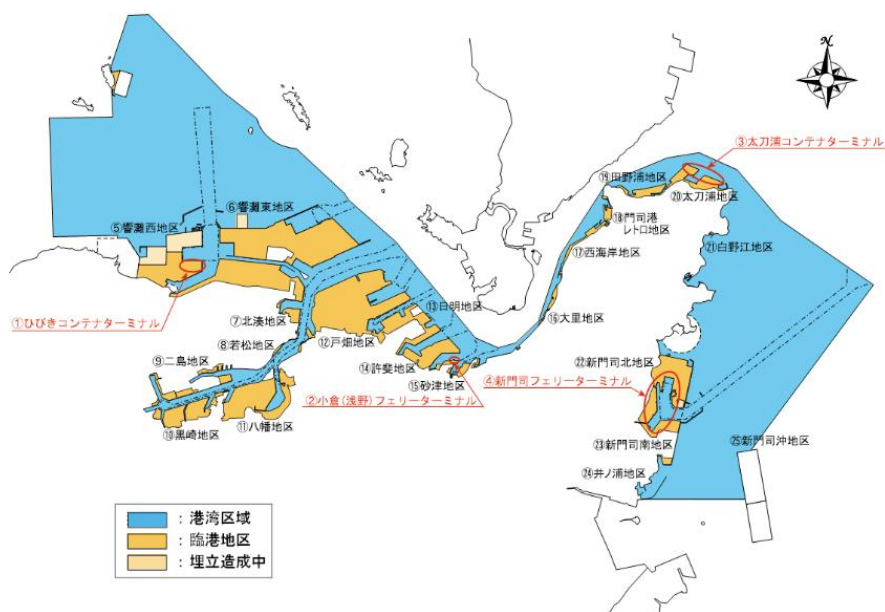 N
③太刀浦コンテナターミナル
⑲田野浦地区
⑳太刀浦地区
⑥響灘東地区
⑤響灘西地区
⑱門司港
レトロ地区
⑰西海岸地区
㉑白野江地区
①ひびきコンテナターミナル
⑦北湊地区
⑬日明地区
⑯大里地区
⑧若松地区
⑫戸畑地区
⑨二島地区
⑭許斐地区
㉒新門司北地区
⑮砂津地区
④新門司フェリーターミナル
②小倉(浅野)フェリーターミナル
⑪八幡地区
⑩黒崎地区
㉓新門司南地区
㉕新門司沖地区
㉔井ノ浦地区
：港湾区域
：臨港地区
：埋立造成中